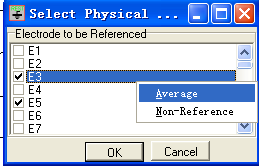 Select Physical ...
Electrode to be Referenced
E1
E2
E3
E4
E5
E6
E7
Average
Non-Reference
OK
Cancel